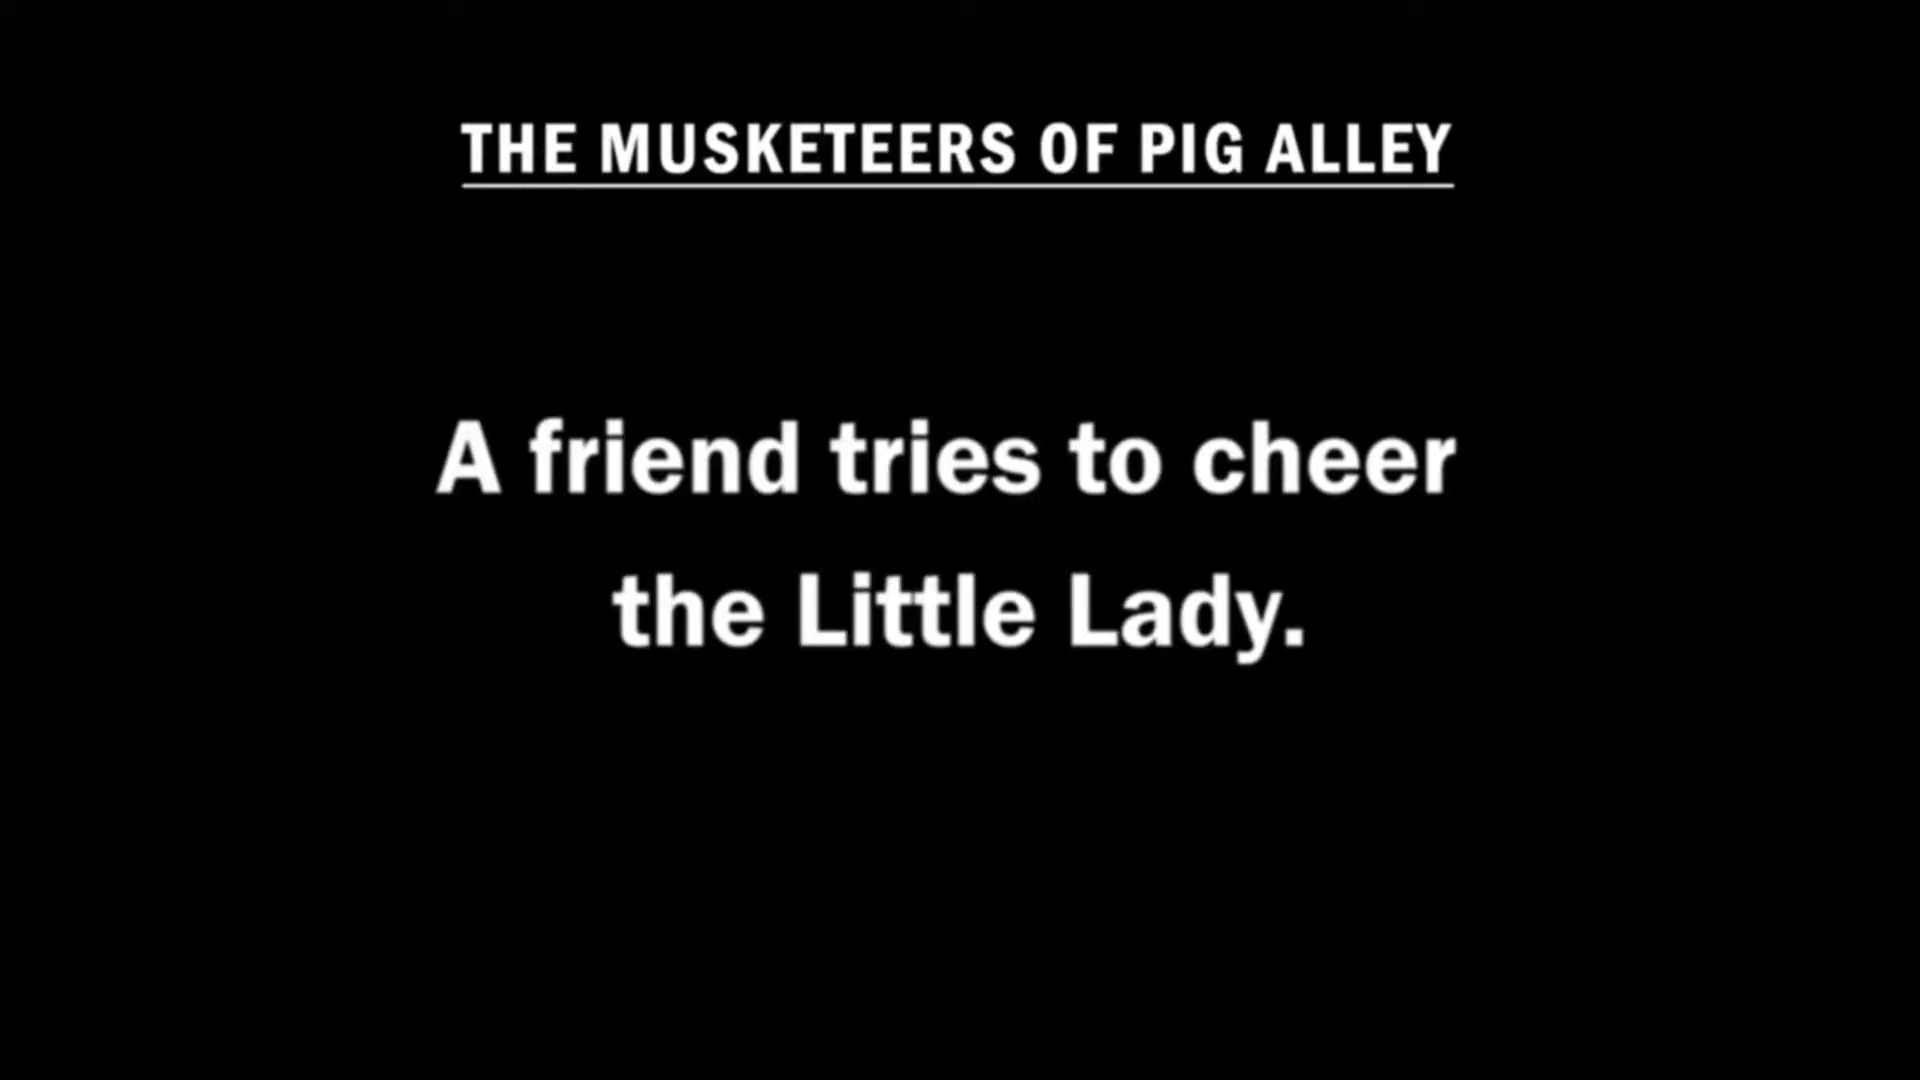 THE MUSKETEERS OF PIG ALLEY
A friend tries to cheer
the Little Lady.